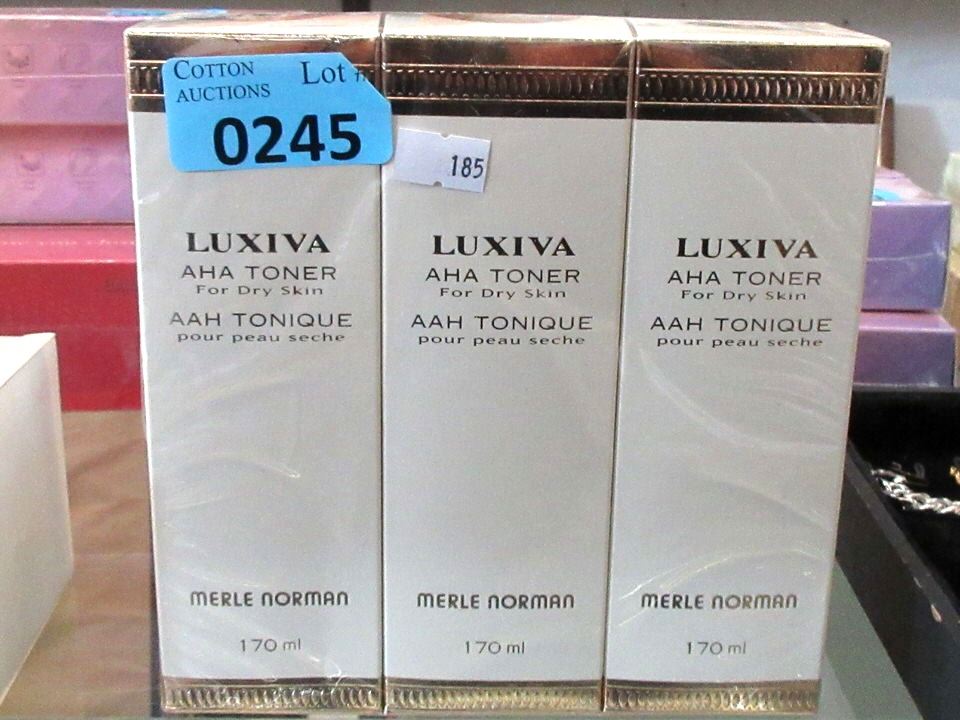 COTTON
AUCTIONS
Lot #
0245
185
LUXIVA
AHA TONER
For Dry Skin
AAH TONIQUE
pour peau seche
MERLE NORMAN
170 ml
LUXIVA
AHA TONER
For Dry Skin
AAH TONIQUE
pour peau seche
MERLE NORMAN
170 ml
LUXIVA
AHA TONER
For Dry Skin
AAH TONIQUE
pour peau seche
MERLE NORMAN
170 ml